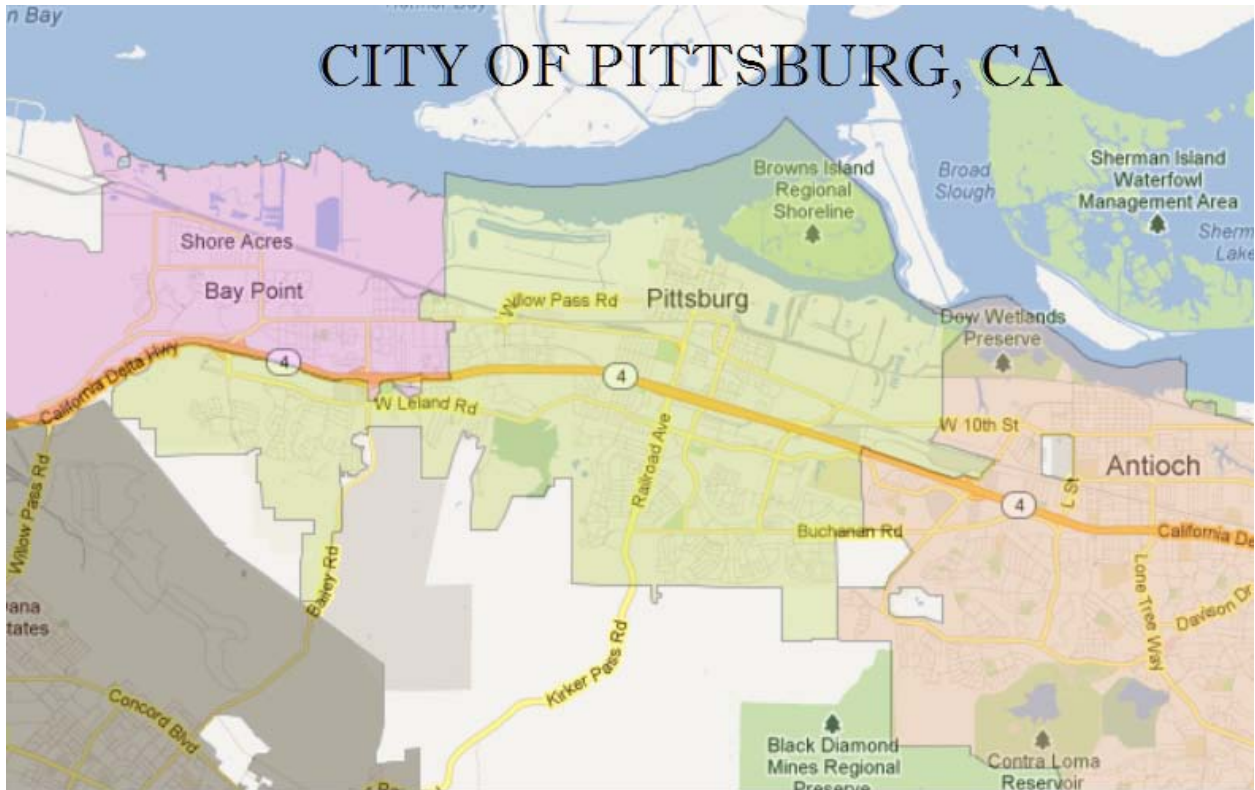 n Bay
CITY OF PITTSBURG, CA
Browns Island
Regional
Shoreline
Broad
Slough
Sherman Island
Waterfowl
Management Area
Sherm
Lake
Shore Acres
Bay Point
illow Pass Rd
W
Pittsburg
Dow Wetlands
Preserve
California Delta Hwy
4
4
W Leland Rd
W 10th St
Antioch
Railroad Ave
L St
4
Willow Pass Rd
Buchanan Rd
California De
Bailey Rd
Lone Tree Way
Davison Dr
ana
states
Kirker Pass Rd
Concord Blvd
Black Diamond
Mines Regional
Preserve
Contra Loma
Reservoir